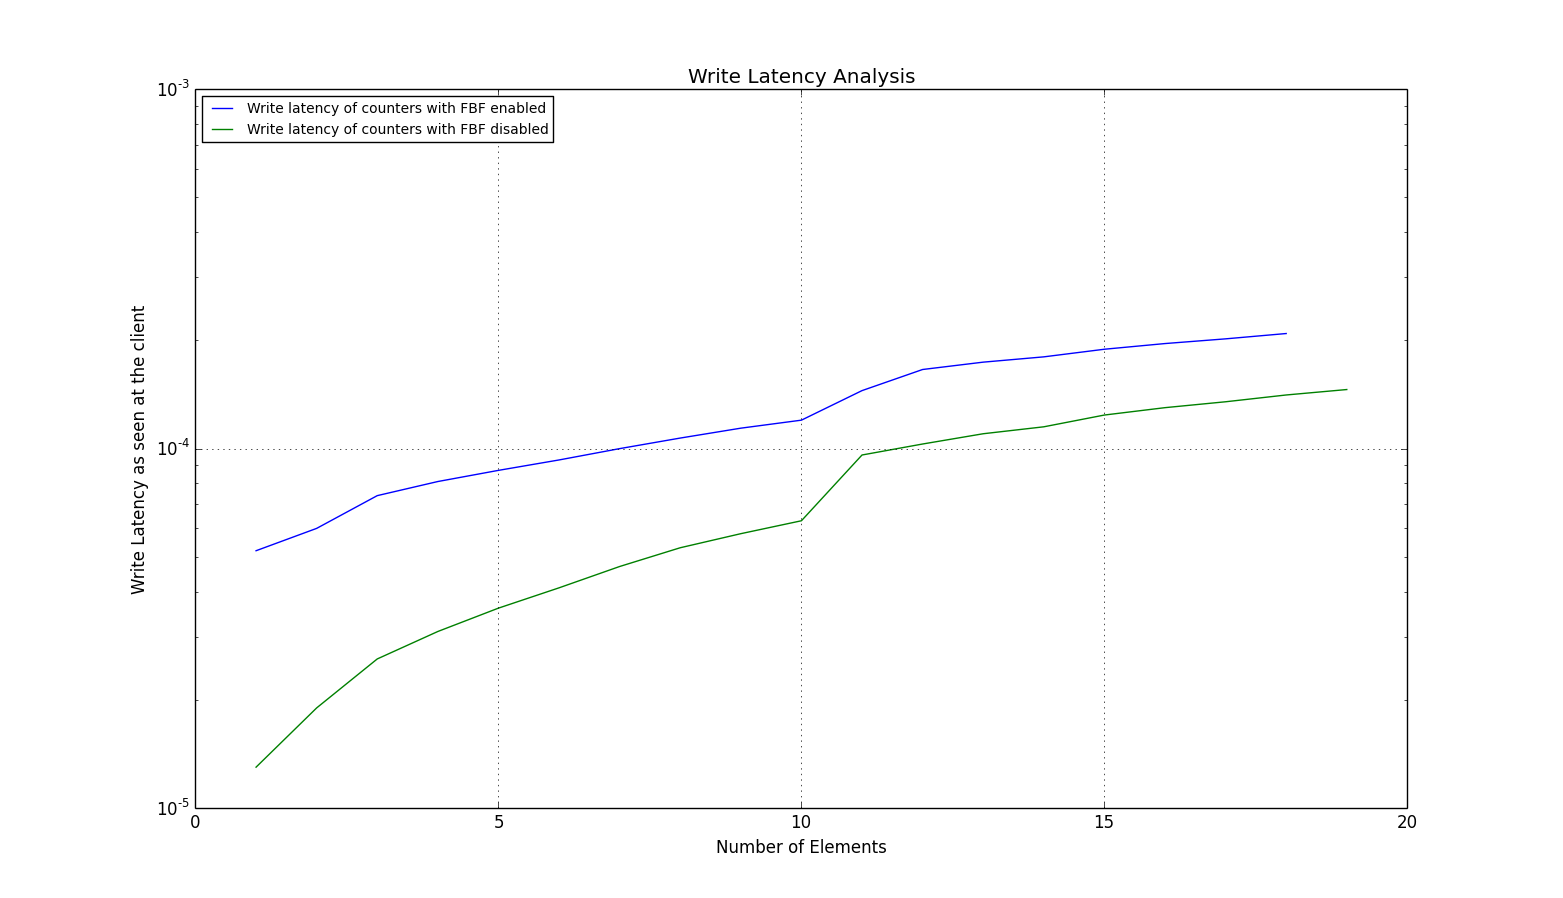 Write Latency Analysis
10^-3
Write latency of counters with FBF enabled
Write latency of counters with FBF disabled
Write Latency as seen at the client
10^-4
10^-5
0 5 10 15 20
Number of Elements